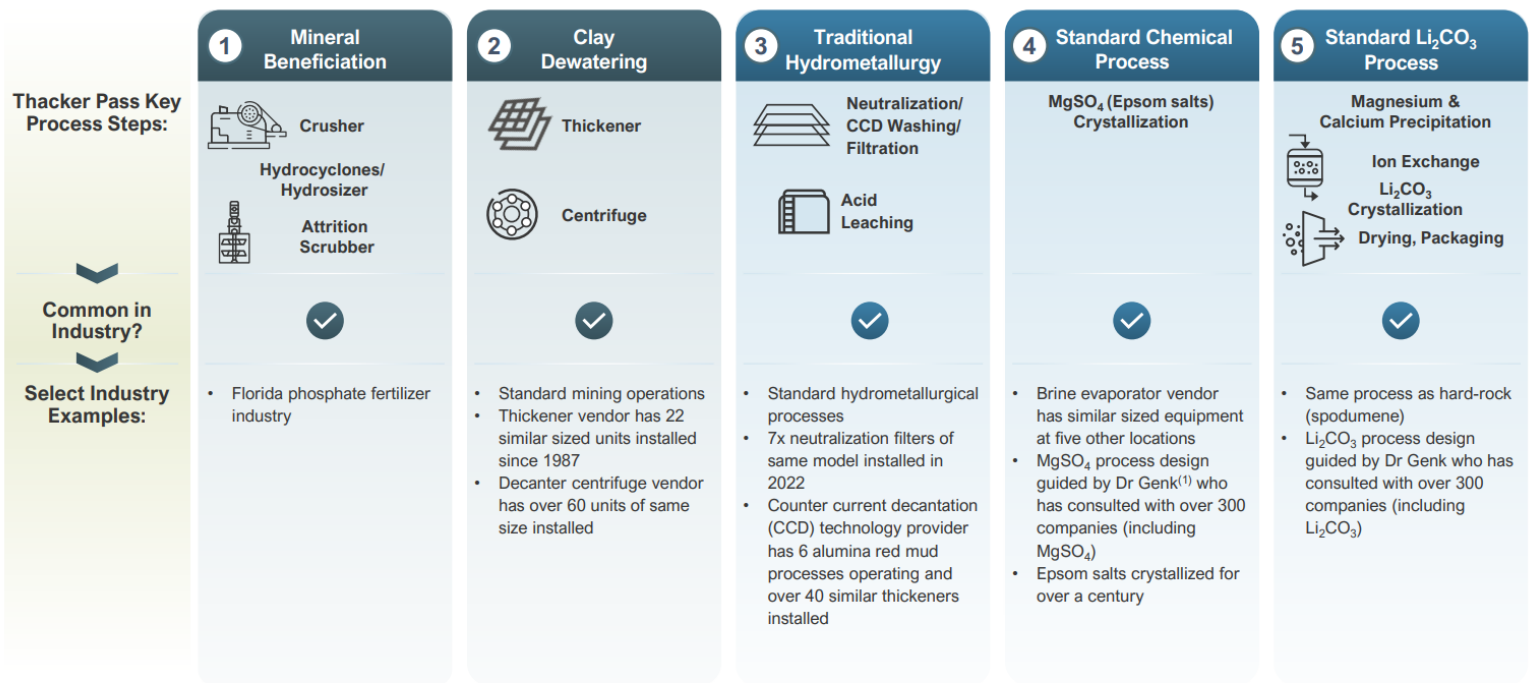 1
Mineral
Beneficiation
2
Clay
Dewatering
3
Traditional
Hydrometallurgy
4
Standard Chemical
Process
5
Standard Li₂CO₃
Process
Thacker Pass Key
Process Steps:
Crusher
Hydrocyclones/
Hydrosizer
Attrition
Scrubber
Thickener
Centrifuge
Neutralization/
CCD Washing/
Filtration
Acid
Leaching
MgSO₄ (Epsom salts)
Crystallization
Magnesium &
Calcium Precipitation
Ion Exchange
Li₂CO₃
Crystallization
Drying, Packaging
Common in
Industry?
Select Industry
Examples:
• Florida phosphate fertilizer
industry
• Standard mining operations
• Thickener vendor has 22
similar sized units installed
since 1987
• Decanter centrifuge vendor
has over 60 units of same
size installed
• Standard hydrometallurgical
processes
• 7x neutralization filters of
same model installed in
2022
• Counter current decantation
(CCD) technology provider
has 6 alumina red mud
processes operating and
over 40 similar thickeners
installed
• Brine evaporator vendor
has similar sized equipment
at five other locations
• MgSO₄ process design
guided by Dr Genk⁽¹⁾ who
has consulted with over 300
companies (including
MgSO₄)
• Epsom salts crystallized for
over a century
• Same process as hard-rock
(spodumene)
• Li₂CO₃ process design
guided by Dr Genk who has
consulted with over 300
companies (including
Li₂CO₃)